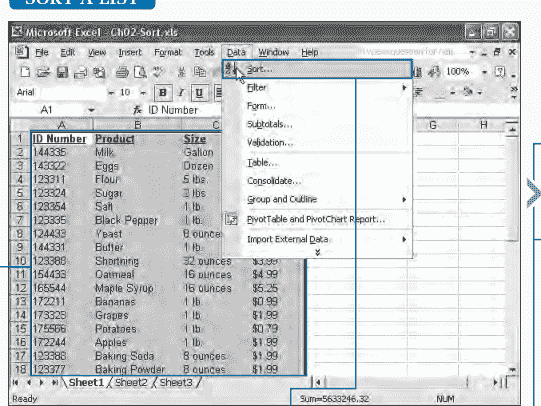 SORT A LIST
Microsoft Excel - Ch02-Sort.xls
File Edit View Insert Format Tools Data Window Help
100%
Arial 10 B I U
A1 fx ID Number
Sort...
Filter
Form...
Subtotals...
Validation...
Table...
Consolidate...
Group and Outline
PivotTable and PivotChart Report...
Import External Data
A B C G H
1 ID Number Product Size
2 144335 Milk Gallon
3 143322 Eggs Dozen
4 123311 Flour 5 lbs.
5 123324 Sugar 2 lbs
6 123354 Salt 1 lb.
7 123335 Black Pepper 1 lb.
8 124433 Yeast 8 ounces
9 144331 Butter 1 lb.
10 123368 Shortning 32 ounces $3.99
11 154433 Oatmeal 16 ounces $4.99
12 165544 Maple Syrup 16 ounces $5.25
13 172211 Bananas 1 lb. $0.99
14 173323 Grapes 1 lb. $1.99
15 175566 Potatoes 1 lb. $0.79
16 172244 Apples 1 lb. $1.99
17 123388 Baking Soda 8 ounces $1.99
18 123377 Baking Powder 8 ounces $1.99
Sheet1 Sheet2 Sheet3
Ready Sum=5633246.32 NUM